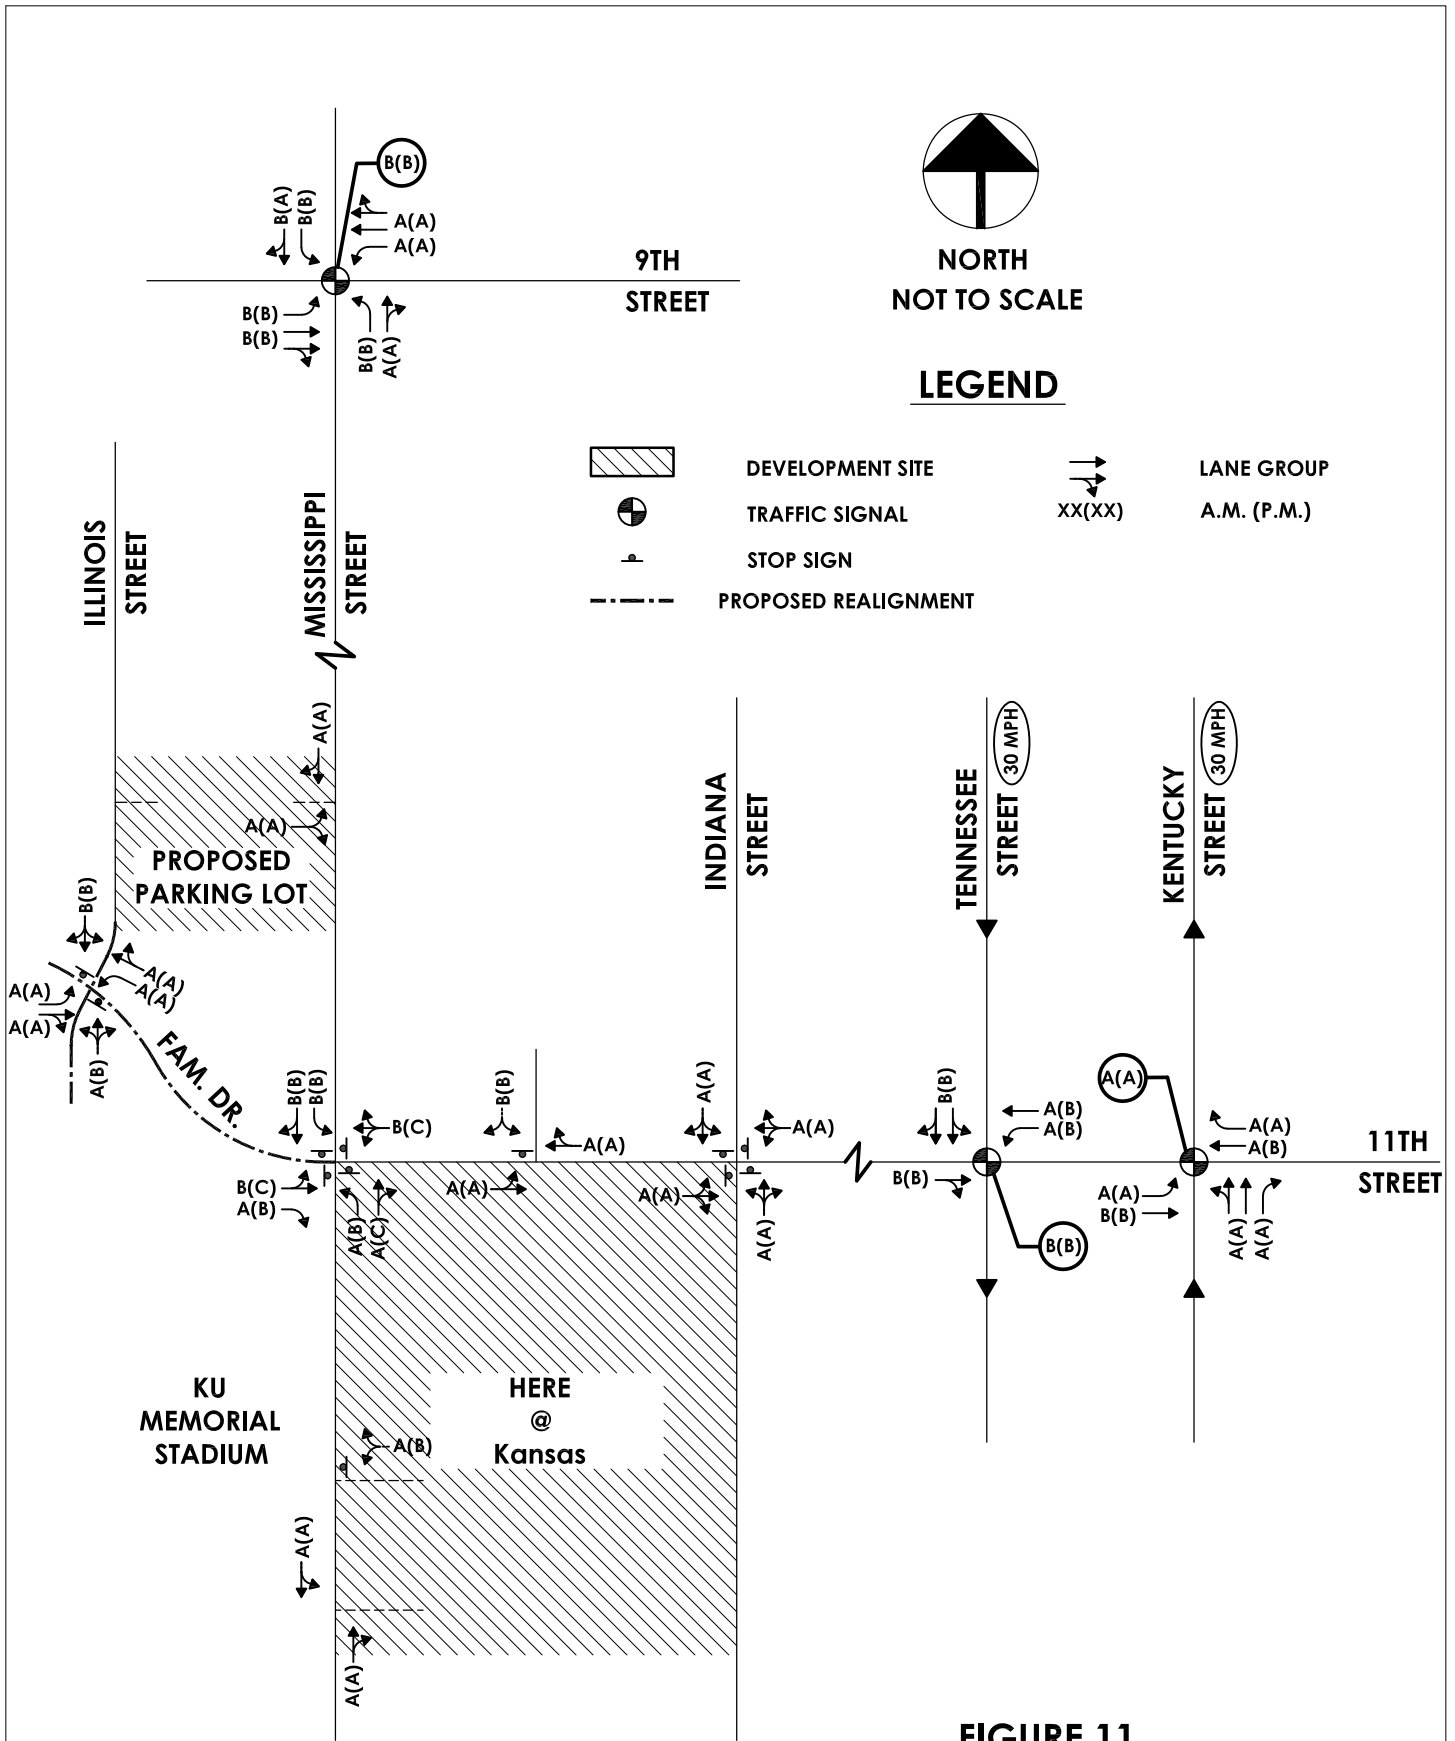 B(B)
B(A)
B(B)
A(A)
A(A)
9TH
STREET
B(B)
B(B)
B(B)
A(A)
NORTH
NOT TO SCALE
LEGEND
DEVELOPMENT SITE
LANE GROUP
TRAFFIC SIGNAL
XX(XX)
A.M. (P.M.)
STOP SIGN
PROPOSED REALIGNMENT
ILLINOIS
STREET
MISSISSIPPI
STREET
A(A)
A(A)
PROPOSED
PARKING LOT
INDIANA
STREET
TENNESSEE
STREET
30 MPH
KENTUCKY
STREET
30 MPH
B(B)
A(A)
A(A)
A(A)
A(A)
A(B)
FAM. DR.
B(B)
B(B)
B(C)
B(C)
A(B)
A(B)
A(C)
B(B)
A(A)
A(A)
A(A)
A(A)
A(A)
A(A)
B(B)
A(B)
A(B)
B(B)
B(B)
A(A)
A(A)
A(B)
A(A)
B(B)
A(A)
A(A)
11TH
STREET
KU
MEMORIAL
STADIUM
HERE
@
Kansas
A(B)
A(A)
A(A)
FIGURE 11